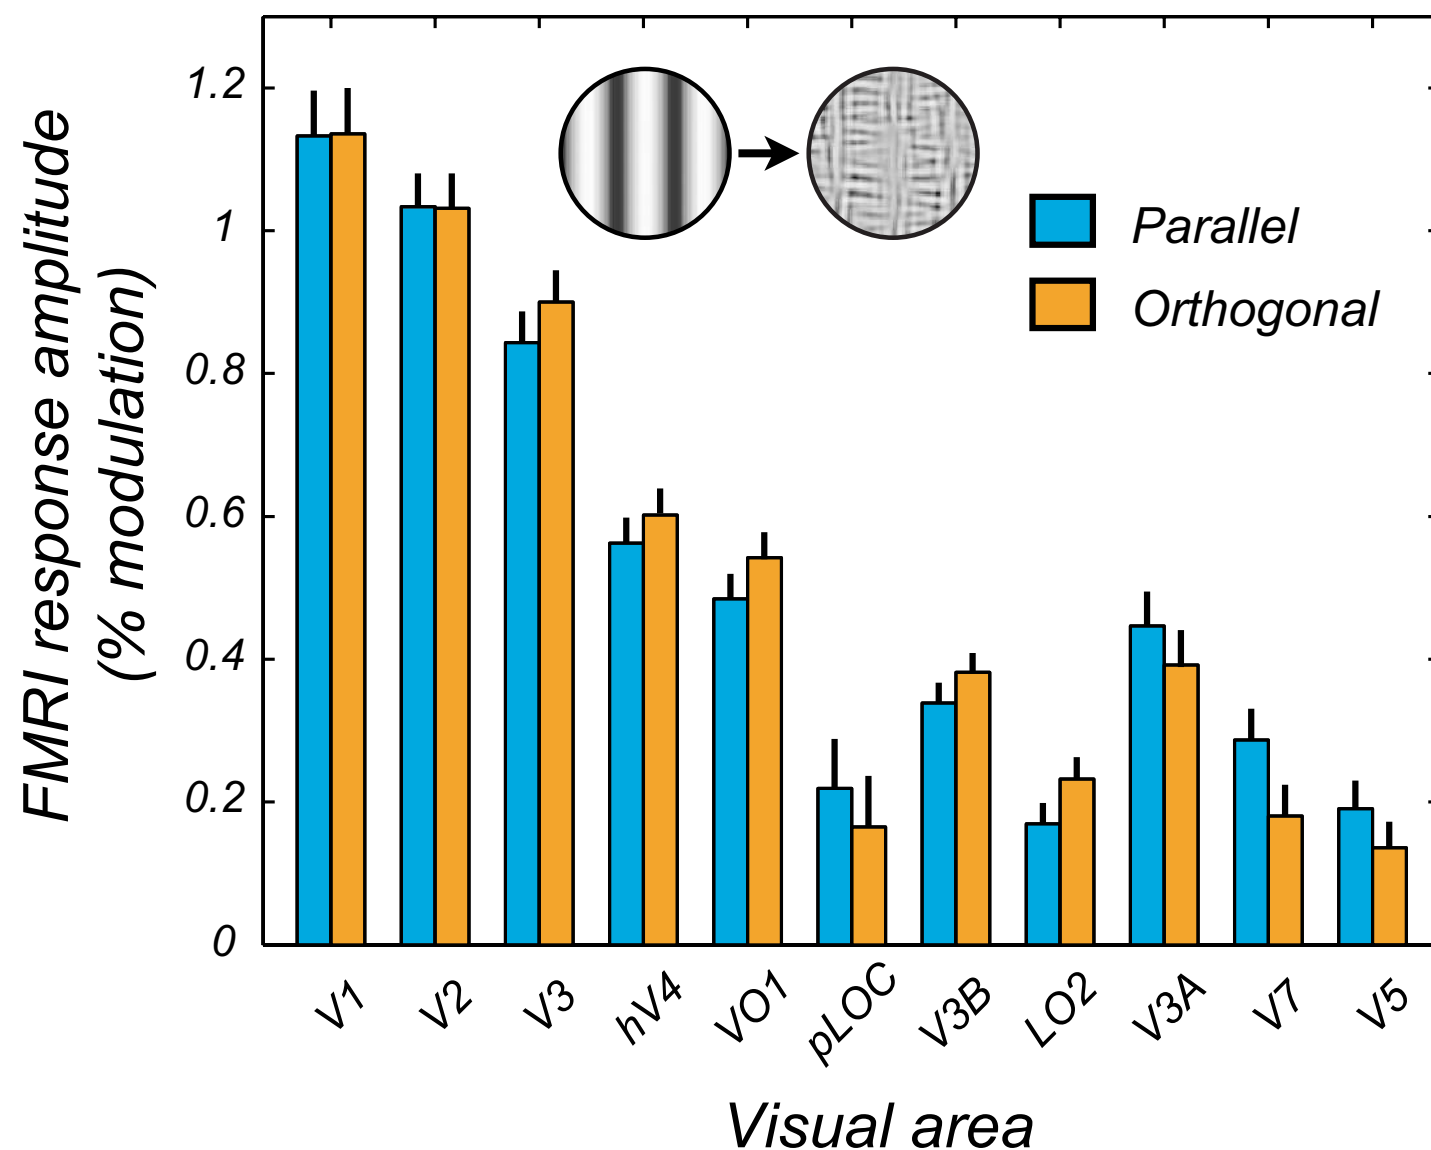 FMRI response amplitude
(% modulation)
1.2
1
0.8
0.6
0.4
0.2
0
Parallel
Orthogonal
V1
V2
V3
hV4
VO1
pLOC
V3B
LO2
V3A
V7
V5
Visual area